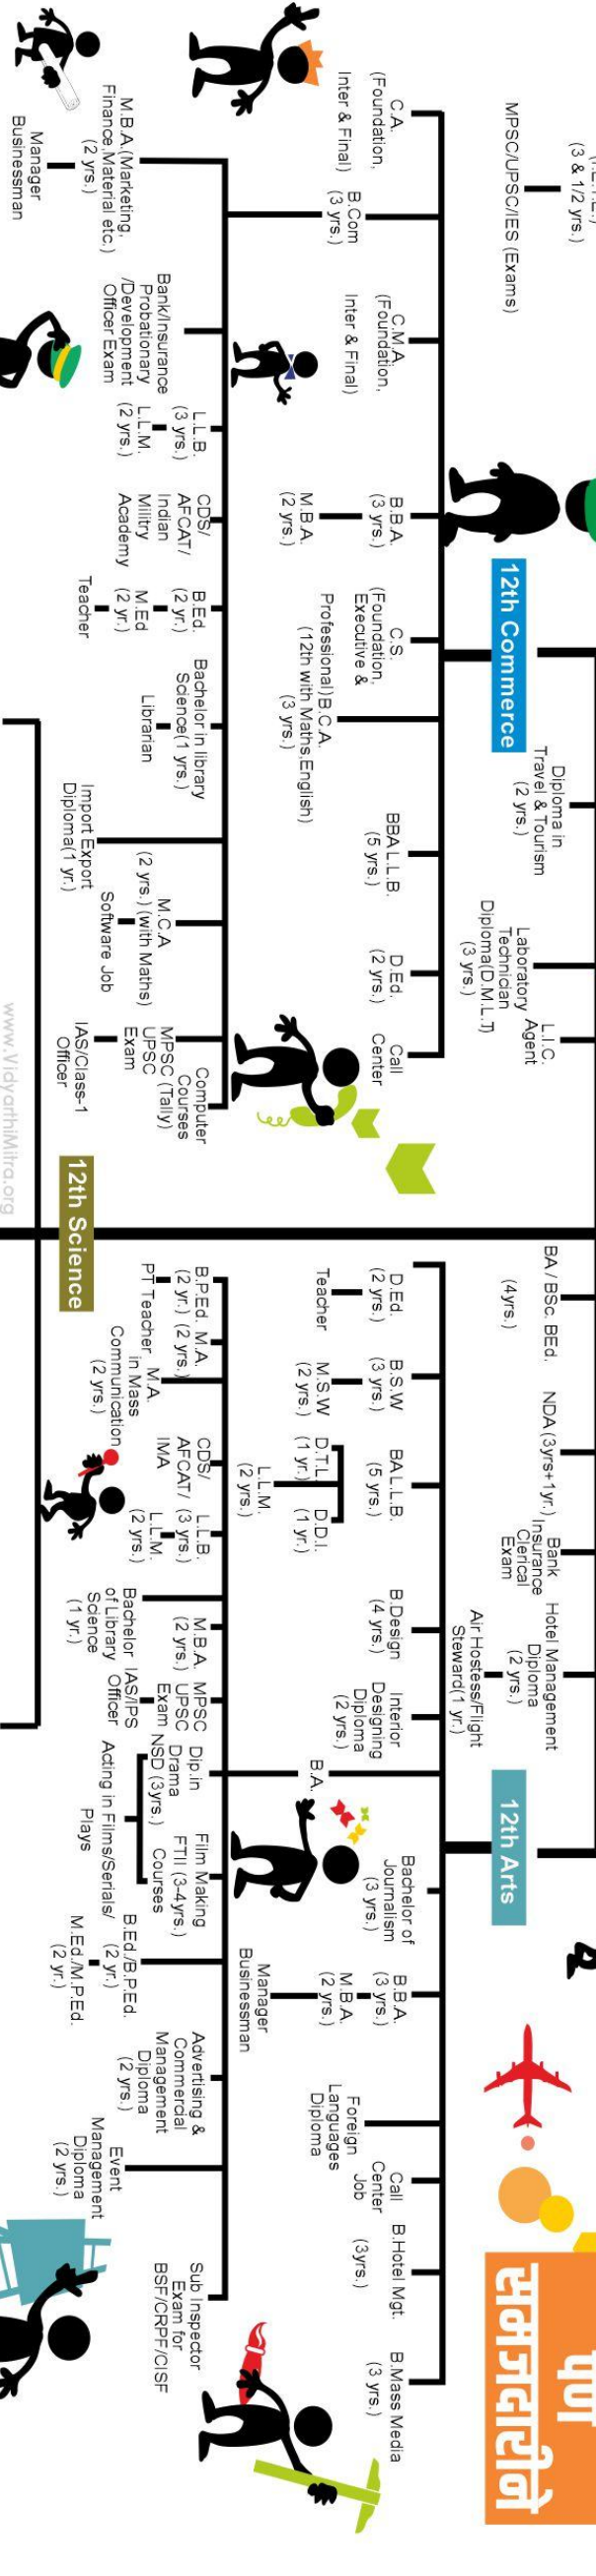 (3 & 1/2 yrs.)
MPSC/UPSC/IES (Exams)
12th Commerce
Diploma in
Travel & Tourism
(2 yrs.)
Laboratory
Technician
Diploma(D.M.L.T)
(3 yrs.)
L.I.C.
Agent
BA / BSc. BEd.
(4yrs.)
NDA (3yrs+1yr.)
Bank
Insurance
Clerical
Exam
Hotel Management
Diploma
(2 yrs.)
Air Hostess/Flight
Steward(1 yr.)
12th Arts
समजदारीने
C.A.
(Foundation,
Inter & Final)
B.Com
(3 yrs.)
C.M.A.
(Foundation,
Inter & Final)
B.B.A.
(3 yrs.)
M.B.A.
(2 yrs.)
C.S.
(Foundation,
Executive &
Professional)
B.C.A.
(12th with Maths,English)
(3 yrs.)
BBA L.L.B.
(5 yrs.)
D.Ed.
(2 yrs.)
Call
Center
M.B.A.(Marketing,
Finance,Material etc.)
(2 yrs.)
Manager
Businessman
Bank/Insurance
Probationary
/Development
Officer Exam
L.L.B.
(3 yrs.)
L.L.M.
(2 yrs.)
CDS/
AFCAT/
Indian
Militry
Academy
B.Ed.
(2 yr.)
M.Ed
(2 yr.)
Teacher
Bachelor in library
Science(1 yrs.)
Librarian
Import Export
Diploma(1 yr.)
M.C.A
(2 yrs.) (with Maths)
Software Job
MPSC
UPSC
Exam
IAS/Class-1
Officer
Computer
Courses
(Tally)
D.Ed.
(2 yrs.)
Teacher
B.S.W
(3 yrs.)
M.S.W
(2 yrs.)
BA L.L.B.
(5 yrs.)
D.T.L.
(1 yr.)
D.D.I.
(1 yr.)
L.L.M.
(2 yrs.)
B.Design
(4 yrs.)
Interior
Designing
Diploma
(2 yrs.)
B.A.
Bachelor of
Journalism
(3 yrs.)
B.B.A.
(3 yrs.)
M.B.A.
(2 yrs.)
Manager
Businessman
Foreign
Languages
Diploma
Call
Center
Job
B.Hotel Mgt.
(3yrs.)
B.Mass Media
(3 yrs.)
B.P.Ed.
(2 yr.)
PT Teacher
M.A.
(2 yrs.)
M.A.
in Mass
Communication
(2 yrs.)
CDS/
AFCAT/
IMA
L.L.B.
(3 yrs.)
L.L.M.
(2 yrs.)
Bachelor
of Library
Science
(1 yr.)
M.B.A.
(2 yrs.)
MPSC
UPSC
Exam
IAS/IPS
Officer
Dip.in
Drama
NSD (3yrs.)
Film Making
FTII (3-4yrs.)
Courses
Acting in Films/Serials/
Plays
B.Ed./B.P.Ed.
(2 yr.)
M.Ed./M.P.Ed.
(2 yr.)
Advertising &
Commercial
Management
Diploma
(2 yrs.)
Event
Management
Diploma
(2 yrs.)
Sub Inspector
Exam for
BSF/CRPF/CISF
12th Science
www.VidyarthiMitra.org